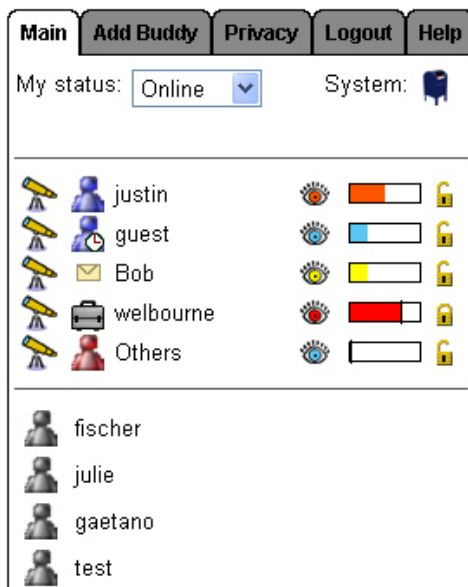 Main Add Buddy Privacy Logout Help
My status: Online System:
justin
guest
Bob
welbourne
Others
fischer
julie
gaetano
test